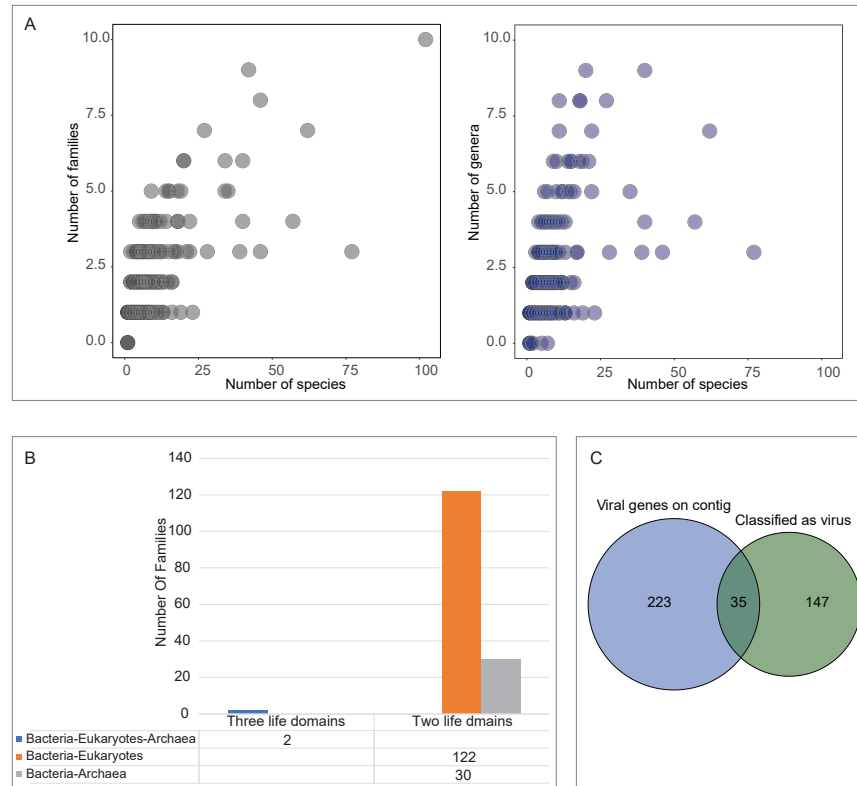 A
10.0
7.5
5.0
2.5
0.0
Number of families
0
25
50
75
100
Number of species
10.0
7.5
5.0
2.5
0.0
Number of genera
0
25
50
75
100
Number of species
B
140
120
100
80
60
40
20
0
Number Of Families
Three life domains Two life dmains
Bacteria-Eukaryotes-Archaea 2
Bacteria-Eukaryotes 122
Bacteria-Archaea 30
C
Viral genes on contig
Classified as virus
223 35 147